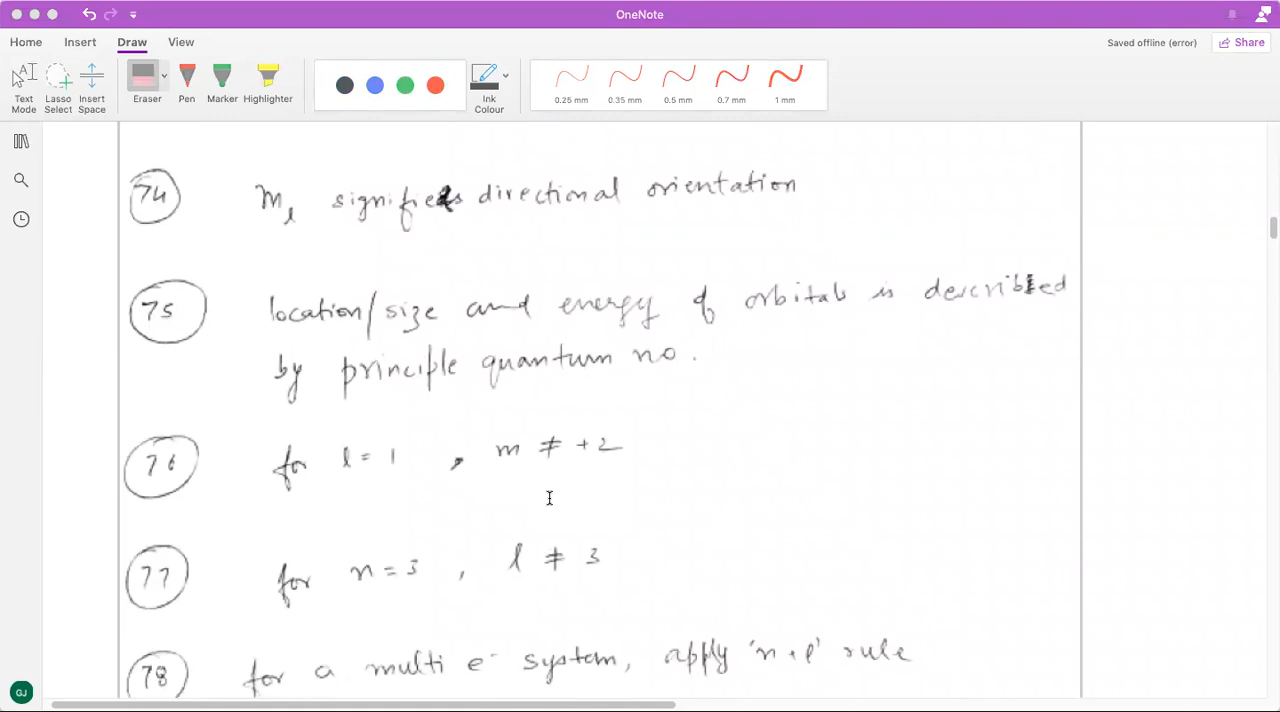 OneNote
Home Insert Draw View
Saved offline (error) Share
Text Mode
Lasso Select
Insert Space
Eraser
Pen
Marker
Highlighter
Ink Colour
0.25 mm 0.35 mm 0.5 mm 0.7 mm 1 mm
74 ml signifies directional orientation
75 location/size and energy of orbitals is described
by principle quantum no.
76 for l = 1 , m ≠ +2
77 for n = 3 , l ≠ 3
78 for a multi e⁻ system, apply 'n+l' rule
GJ